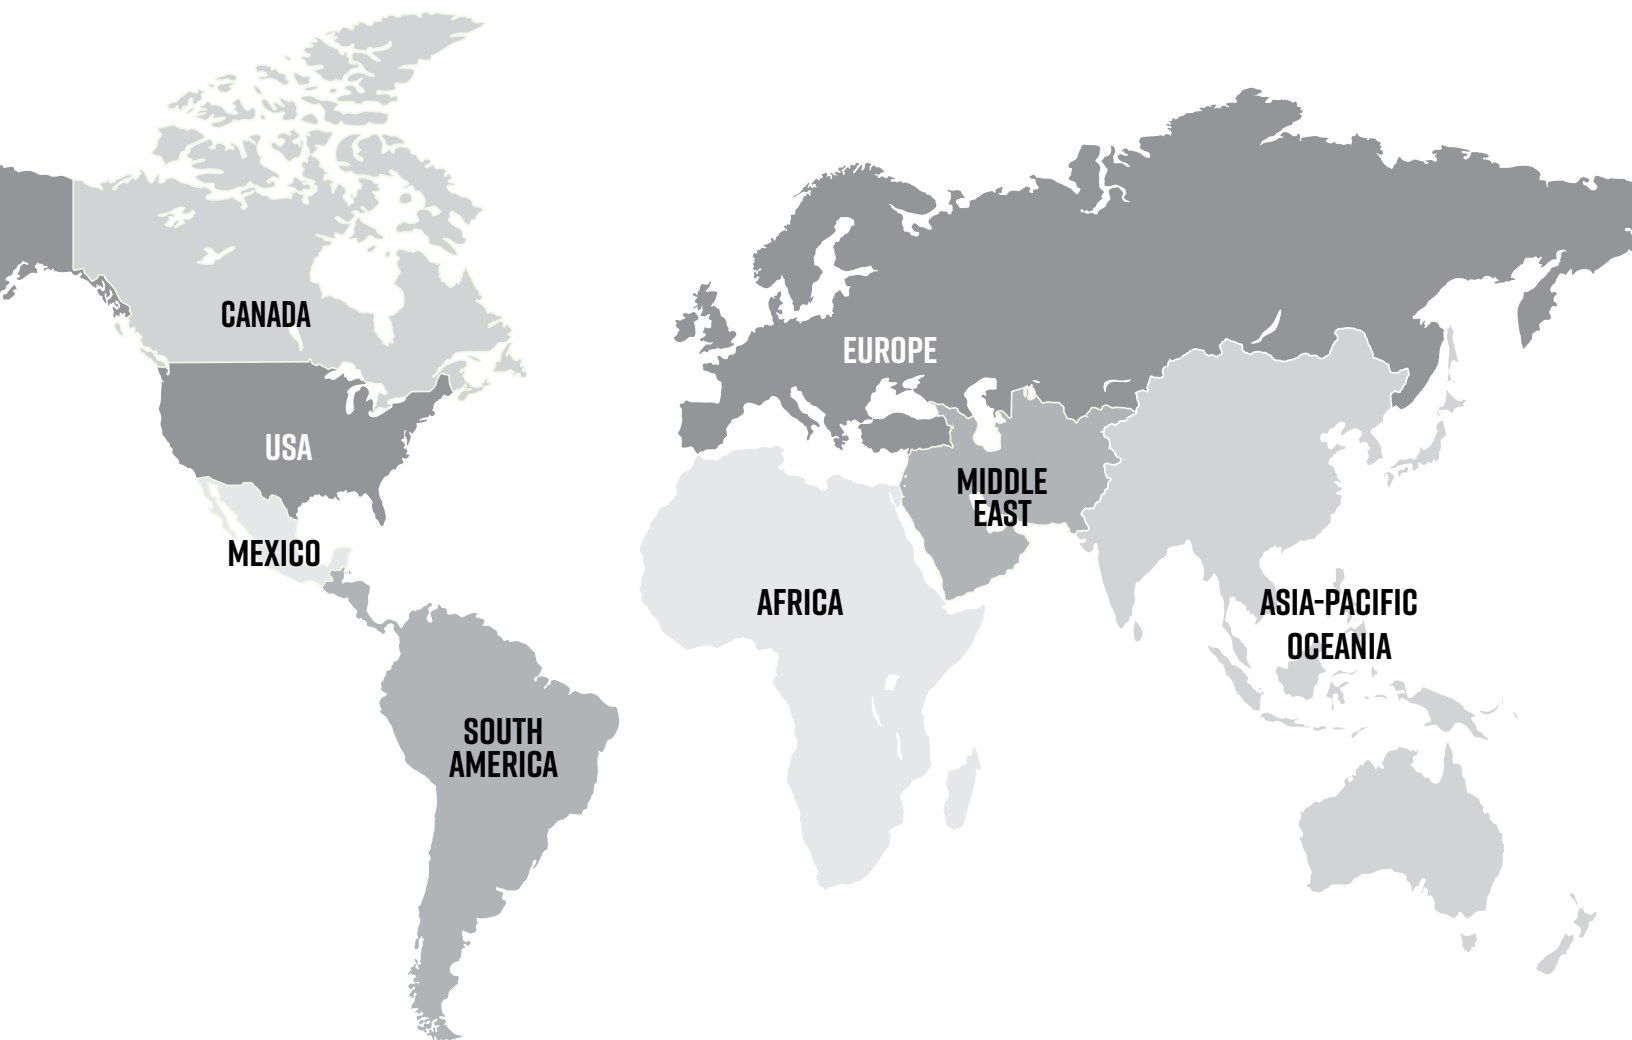 CANADA
EUROPE
USA
MIDDLE
EAST
MEXICO
AFRICA
ASIA-PACIFIC
OCEANIA
SOUTH
AMERICA